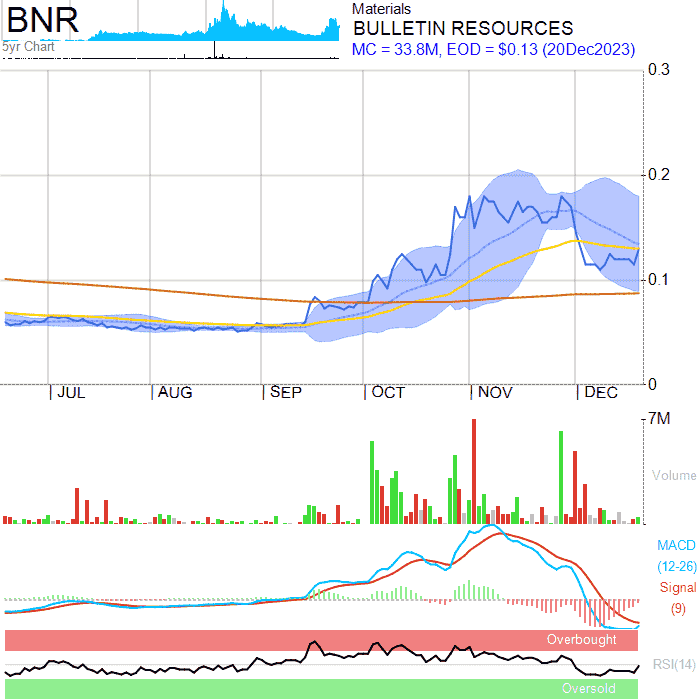 BNR
5yr Chart
Materials
BULLETIN RESOURCES
MC = 33.8M, EOD = $0.13 (20Dec2023)
0.3
0.2
0.1
0
JUL AUG SEP OCT NOV DEC
7M
Volume
MACD
(12-26)
Signal
(9)
Overbought
RSI(14)
Oversold